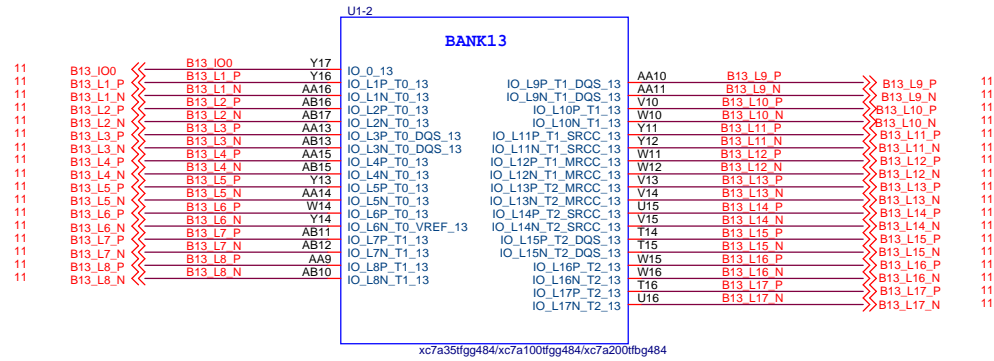 U1-2
BANK13
11 B13_IO0 B13_IO0 Y17 IO_0_13
11 B13_L1_P B13_L1_P Y16 IO_L1P_T0_13
11 B13_L1_N B13_L1_N AA16 IO_L1N_T0_13
11 B13_L2_P B13_L2_P AB16 IO_L2P_T0_13
11 B13_L2_N B13_L2_N AB17 IO_L2N_T0_13
11 B13_L3_P B13_L3_P AA13 IO_L3P_T0_DQS_13
11 B13_L3_N B13_L3_N AB13 IO_L3N_T0_DQS_13
11 B13_L4_P B13_L4_P AA15 IO_L4P_T0_13
11 B13_L4_N B13_L4_N AB15 IO_L4N_T0_13
11 B13_L5_P B13_L5_P Y13 IO_L5P_T0_13
11 B13_L5_N B13_L5_N AA14 IO_L5N_T0_13
11 B13_L6_P B13_L6_P W14 IO_L6P_T0_13
11 B13_L6_N B13_L6_N Y14 IO_L6N_T0_VREF_13
11 B13_L7_P B13_L7_P AB11 IO_L7P_T1_13
11 B13_L7_N B13_L7_N AB12 IO_L7N_T1_13
11 B13_L8_P B13_L8_P AA9 IO_L8P_T1_13
11 B13_L8_N B13_L8_N AB10 IO_L8N_T1_13
IO_L9P_T1_DQS_13 AA10 B13_L9_P B13_L9_P 11
IO_L9N_T1_DQS_13 AA11 B13_L9_N B13_L9_N 11
IO_L10P_T1_13 V10 B13_L10_P B13_L10_P 11
IO_L10N_T1_13 W10 B13_L10_N B13_L10_N 11
IO_L11P_T1_SRCC_13 Y11 B13_L11_P B13_L11_P 11
IO_L11N_T1_SRCC_13 Y12 B13_L11_N B13_L11_N 11
IO_L12P_T1_MRCC_13 W11 B13_L12_P B13_L12_P 11
IO_L12N_T1_MRCC_13 W12 B13_L12_N B13_L12_N 11
IO_L13P_T2_MRCC_13 V13 B13_L13_P B13_L13_P 11
IO_L13N_T2_MRCC_13 V14 B13_L13_N B13_L13_N 11
IO_L14P_T2_SRCC_13 U15 B13_L14_P B13_L14_P 11
IO_L14N_T2_SRCC_13 V15 B13_L14_N B13_L14_N 11
IO_L15P_T2_DQS_13 T14 B13_L15_P B13_L15_P 11
IO_L15N_T2_DQS_13 T15 B13_L15_N B13_L15_N 11
IO_L16P_T2_13 W15 B13_L16_P B13_L16_P 11
IO_L16N_T2_13 W16 B13_L16_N B13_L16_N 11
IO_L17P_T2_13 T16 B13_L17_P B13_L17_P 11
IO_L17N_T2_13 U16 B13_L17_N B13_L17_N 11
xc7a35tfgg484/xc7a100tfgg484/xc7a200tfbg484